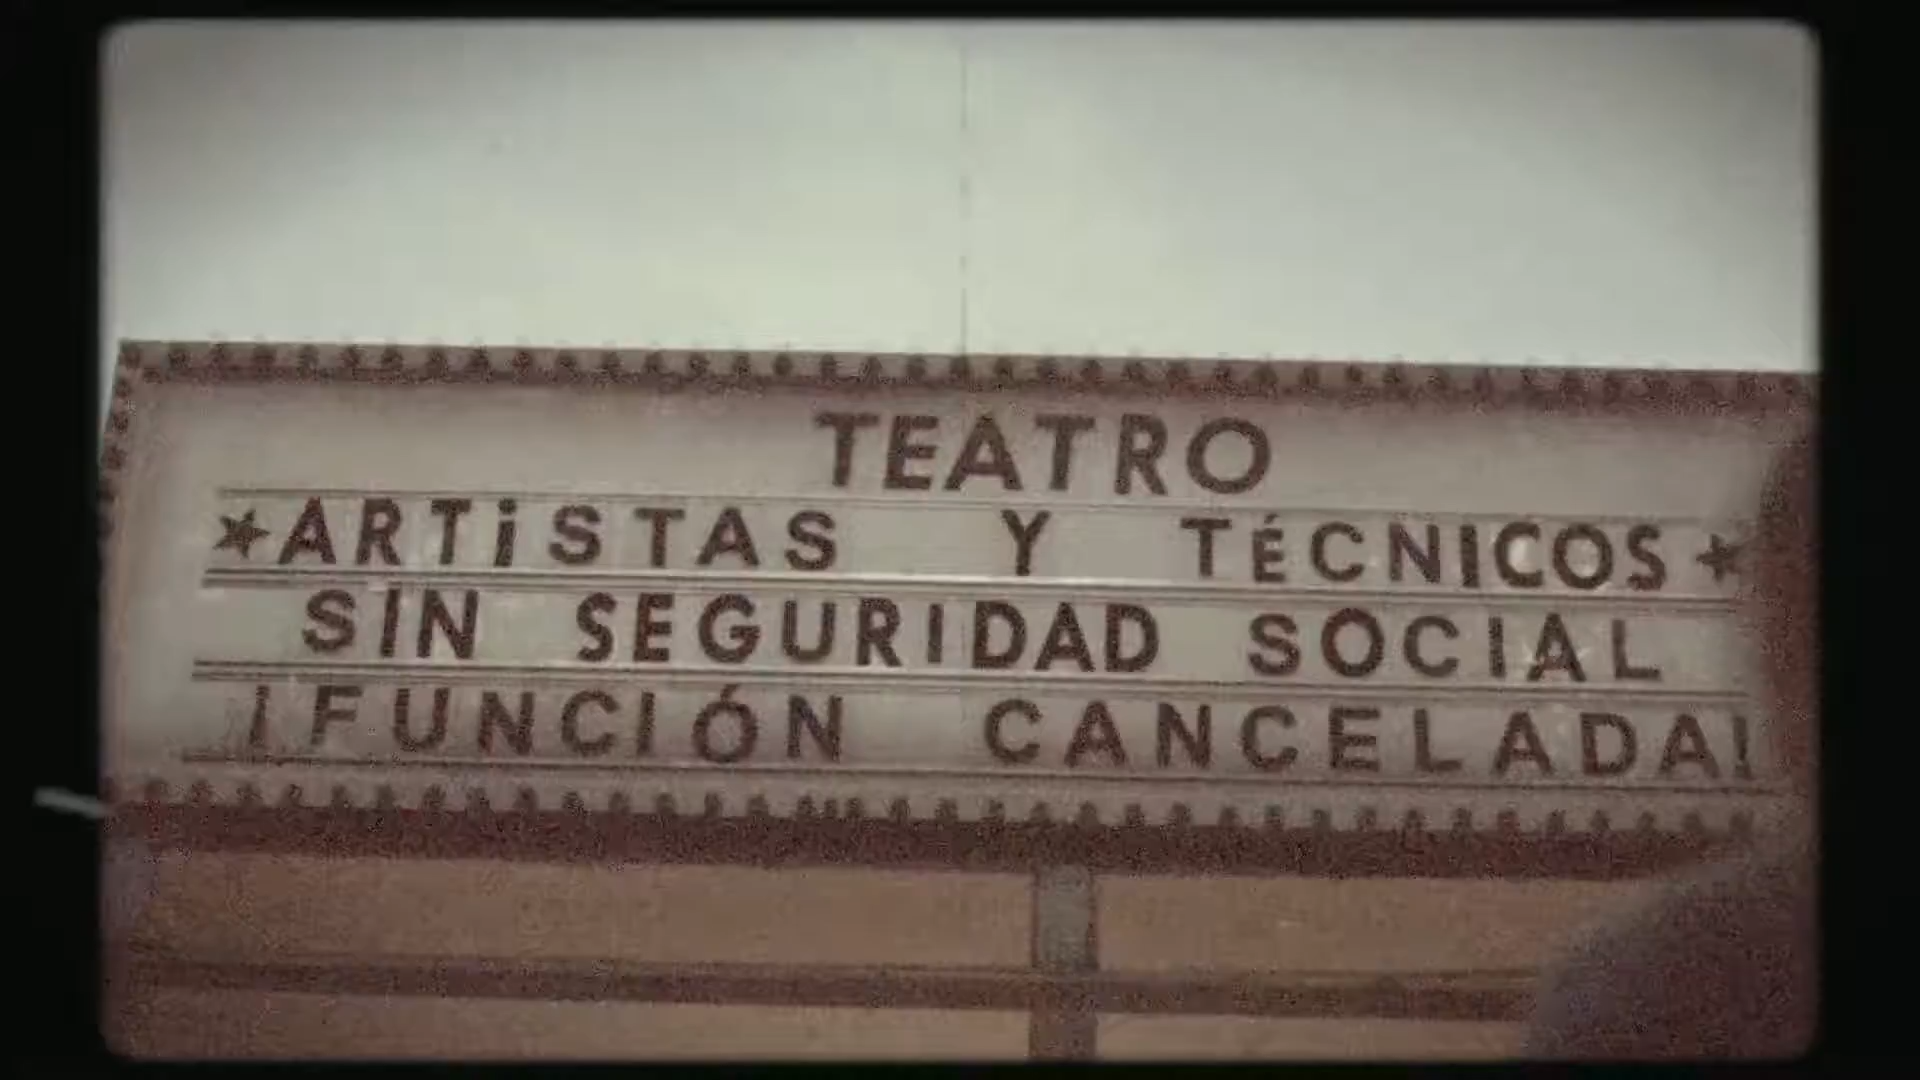 TEATRO
★ARTiSTAS Y TÉCNICOS★
SIN SEGURIDAD SOCIAL
¡FUNCIÓN CANCELADA!